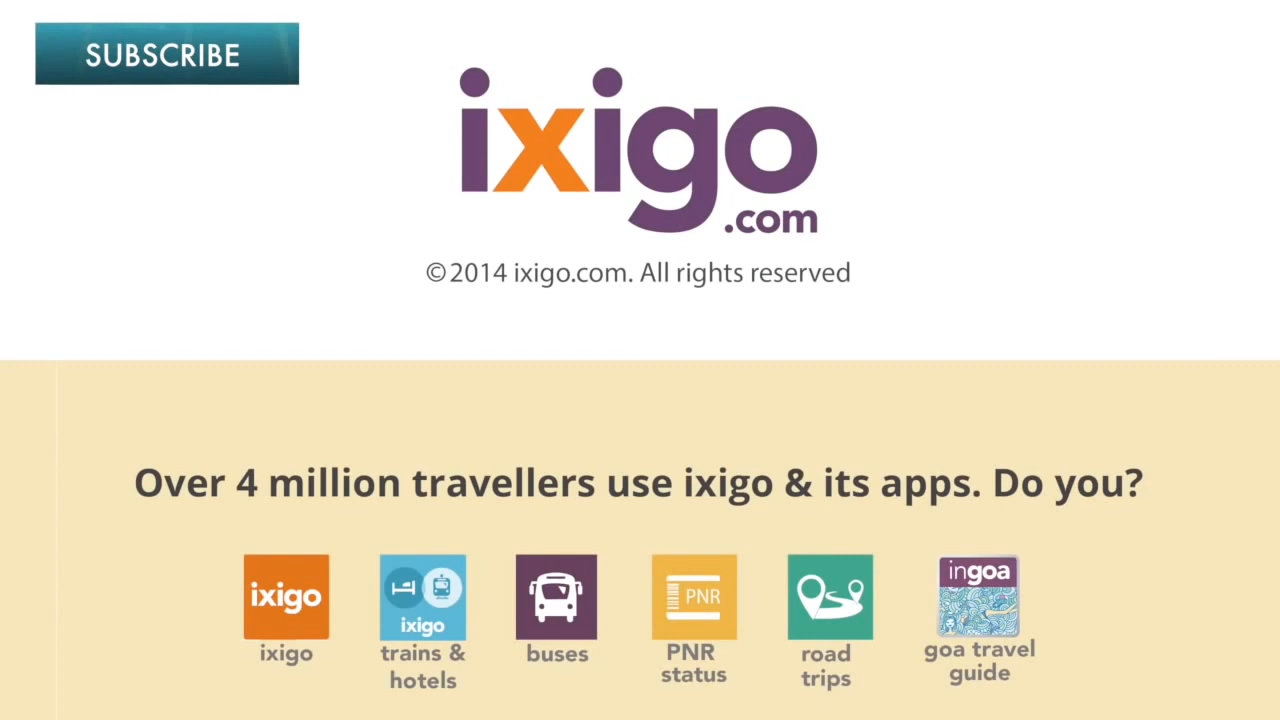 SUBSCRIBE
ixigo
.com
©2014 ixigo.com. All rights reserved
Over 4 million travellers use ixigo & its apps. Do you?
ixigo
ixigo
PNR
ingoa
ixigo
trains &
hotels
buses
PNR
status
road
trips
goa travel
guide